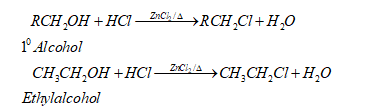 RCH₂OH + HCl —ZnCl₂/Δ→ RCH₂Cl + H₂O
1⁰ Alcohol
CH₃CH₂OH + HCl —ZnCl₂/Δ→ CH₃CH₂Cl + H₂O
Ethylalcohol